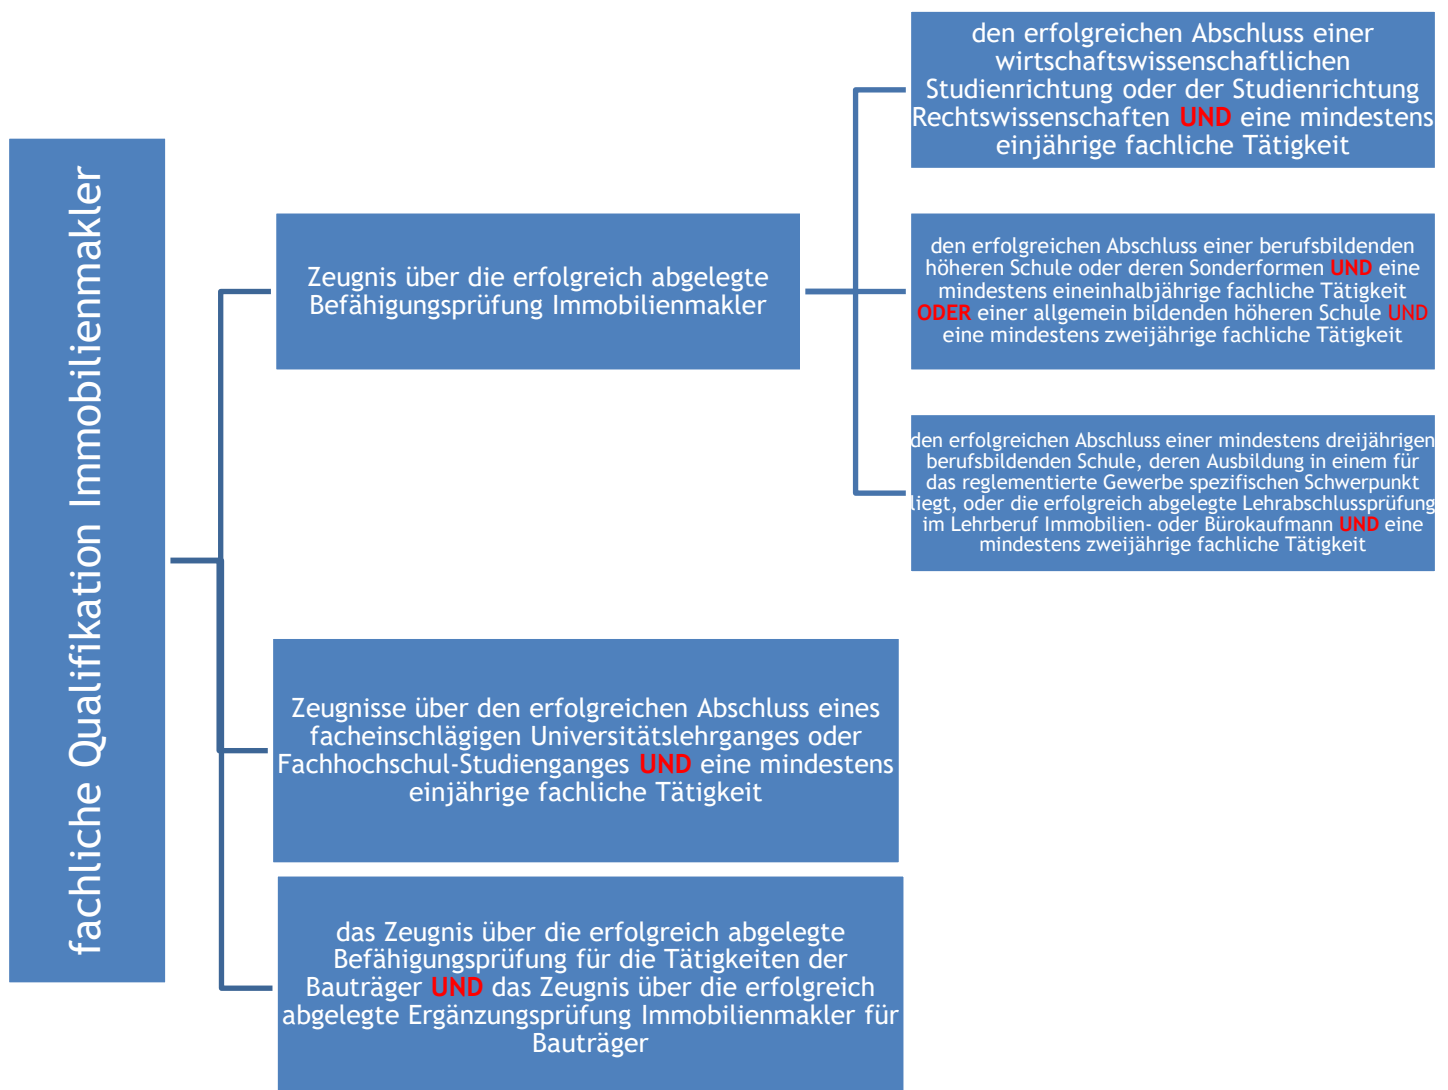 fachliche Qualifikation Immobilienmakler
Zeugnis über die erfolgreich abgelegte
Befähigungsprüfung Immobilienmakler
den erfolgreichen Abschluss einer
wirtschaftswissenschaftlichen
Studienrichtung oder der Studienrichtung
Rechtswissenschaften UND eine mindestens
einjährige fachliche Tätigkeit
den erfolgreichen Abschluss einer berufsbildenden
höheren Schule oder deren Sonderformen UND eine
mindestens eineinhalbjährige fachliche Tätigkeit
ODER einer allgemein bildenden höheren Schule UND
eine mindestens zweijährige fachliche Tätigkeit
den erfolgreichen Abschluss einer mindestens dreijährigen
berufsbildenden Schule, deren Ausbildung in einem für
das reglementierte Gewerbe spezifischen Schwerpunkt
liegt, oder die erfolgreich abgelegte Lehrabschlussprüfung
im Lehrberuf Immobilien- oder Bürokaufmann UND eine
mindestens zweijährige fachliche Tätigkeit
Zeugnisse über den erfolgreichen Abschluss eines
facheinschlägigen Universitätslehrganges oder
Fachhochschul-Studienganges UND eine mindestens
einjährige fachliche Tätigkeit
das Zeugnis über die erfolgreich abgelegte
Befähigungsprüfung für die Tätigkeiten der
Bauträger UND das Zeugnis über die erfolgreich
abgelegte Ergänzungsprüfung Immobilienmakler für
Bauträger